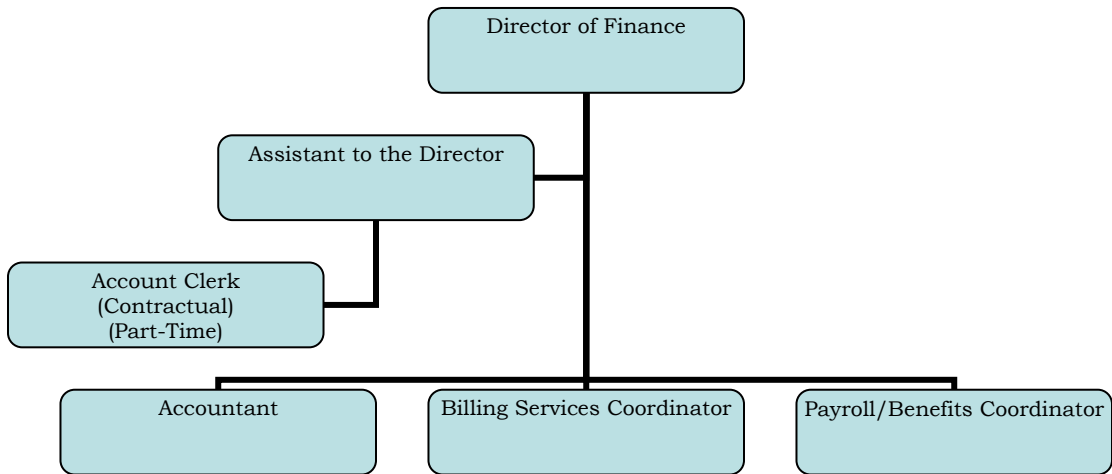 Director of Finance
Assistant to the Director
Account Clerk
(Contractual)
(Part-Time)
Accountant
Billing Services Coordinator
Payroll/Benefits Coordinator